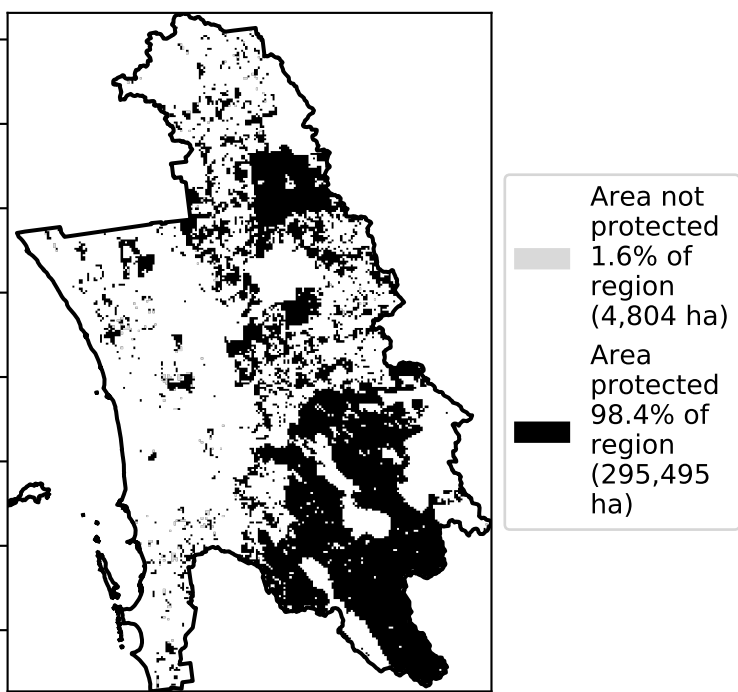 Area not
protected
1.6% of
region
(4,804 ha)
Area
protected
98.4% of
region
(295,495
ha)